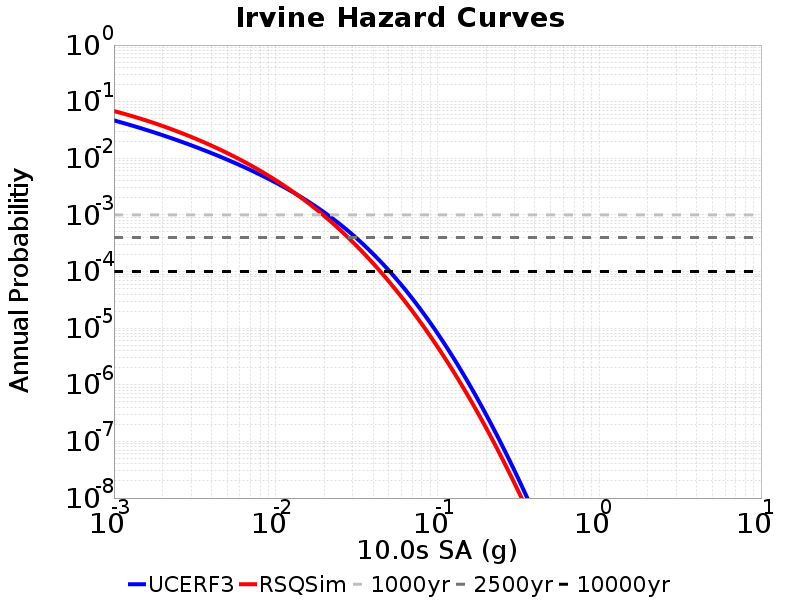 Irvine Hazard Curves
Annual Probabilitiy
10^0
10^-1
10^-2
10^-3
10^-4
10^-5
10^-6
10^-7
10^-8
10^-3 10^-2 10^-1 10^0 10^1
10.0s SA (g)
UCERF3 RSQSim 1000yr 2500yr 10000yr